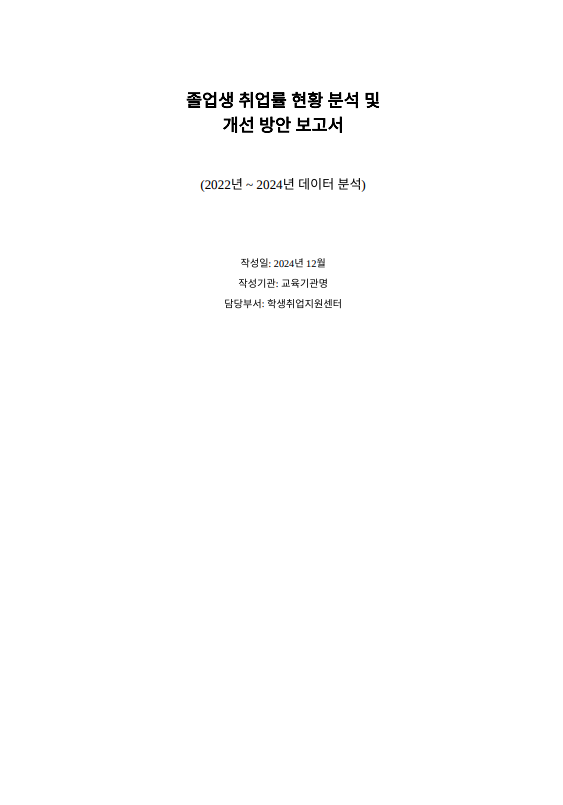 졸업생 취업률 현황 분석 및
개선 방안 보고서
(2022년 ~ 2024년 데이터 분석)
작성일: 2024년 12월
작성기관: 교육기관명
담당부서: 학생취업지원센터